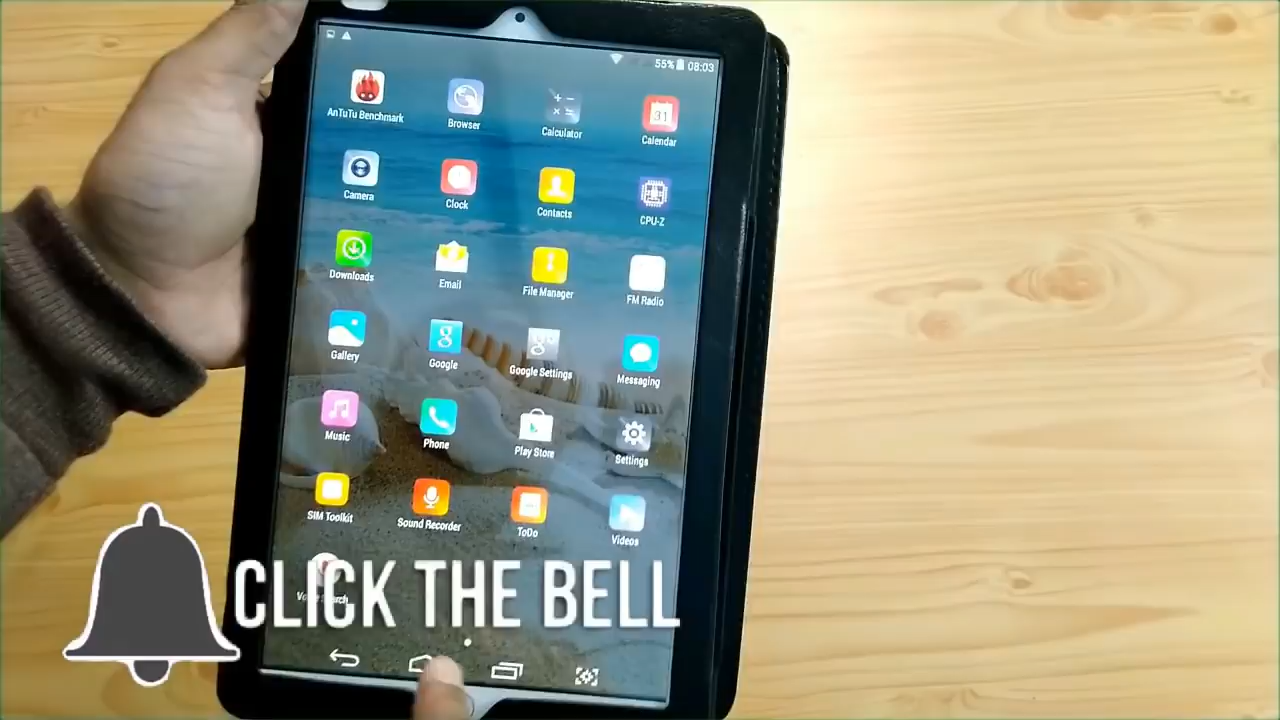 55% 08:03
AnTuTu Benchmark
Browser
Calculator
31
Calendar
Camera
Clock
Contacts
CPU-Z
Downloads
Email
File Manager
FM Radio
Gallery
g
Google
g
Google Settings
Messaging
Music
Phone
Play Store
Settings
SIM Toolkit
Sound Recorder
ToDo
Videos
CLICK THE BELL